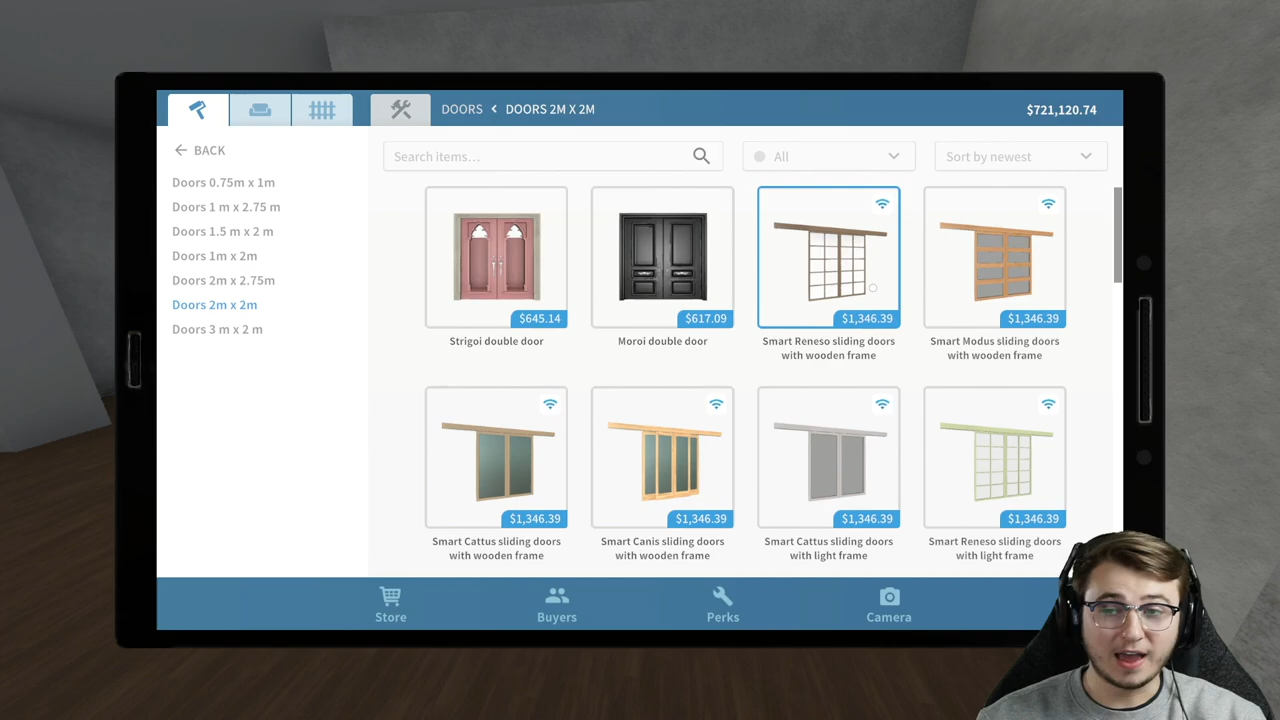 DOORS < DOORS 2M X 2M
$721,120.74
BACK
Search items...
All
Sort by newest
Doors 0.75m x 1m
Doors 1 m x 2.75 m
Doors 1.5 m x 2 m
Doors 1m x 2m
Doors 2m x 2.75m
Doors 2m x 2m
Doors 3 m x 2 m
$645.14
$617.09
$1,346.39
$1,346.39
Strigoi double door
Moroi double door
Smart Reneso sliding doors
with wooden frame
Smart Modus sliding doors
with wooden frame
$1,346.39
$1,346.39
$1,346.39
$1,346.39
Smart Cattus sliding doors
with wooden frame
Smart Canis sliding doors
with wooden frame
Smart Cattus sliding doors
with light frame
Smart Reneso sliding doors
with light frame
Store
Buyers
Perks
Camera